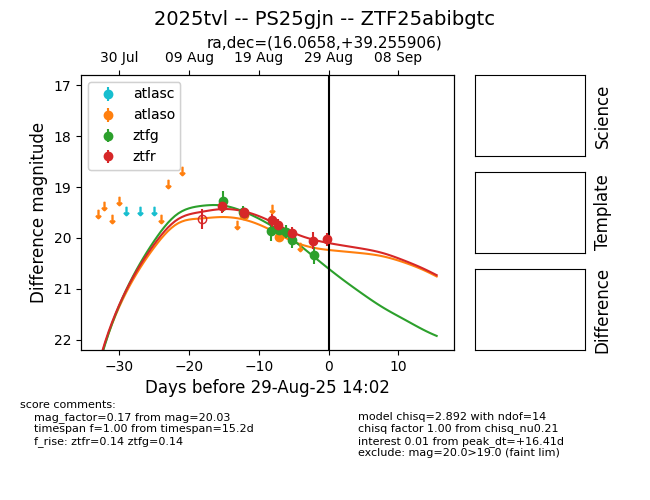 2025tvl -- PS25gjn -- ZTF25abibgtc
ra,dec=(16.0658,+39.255906)
30 Jul 09 Aug 19 Aug 29 Aug 08 Sep
17
18
19
20
21
22
Difference magnitude
atlasc
atlaso
ztfg
ztfr
−30 −20 −10 0 10
Days before 29-Aug-25 14:02
Science
Template
Difference
score comments:
mag_factor=0.17 from mag=20.03
timespan f=1.00 from timespan=15.2d
f_rise: ztfr=0.14 ztfg=0.14
model chisq=2.892 with ndof=14
chisq factor 1.00 from chisq_nu0.21
interest 0.01 from peak_dt=+16.41d
exclude: mag=20.0>19.0 (faint lim)